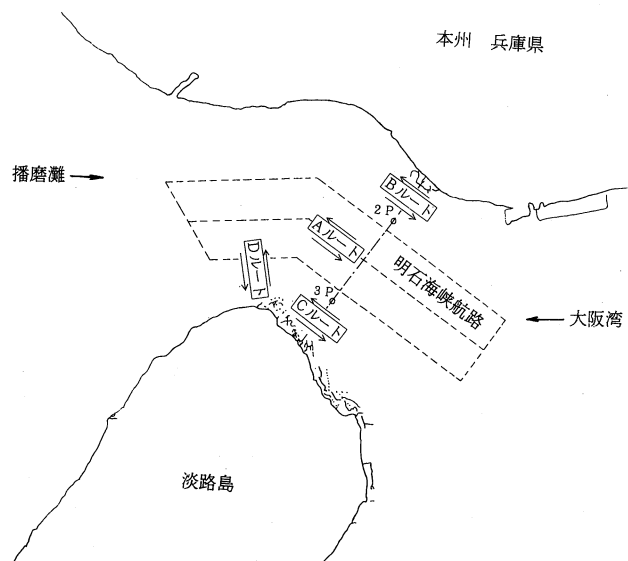 本州 兵庫県
播磨灘
Bルート
2P
Aルート
Dルート
明石海峡航路
3P
Cルート
大阪湾
淡路島